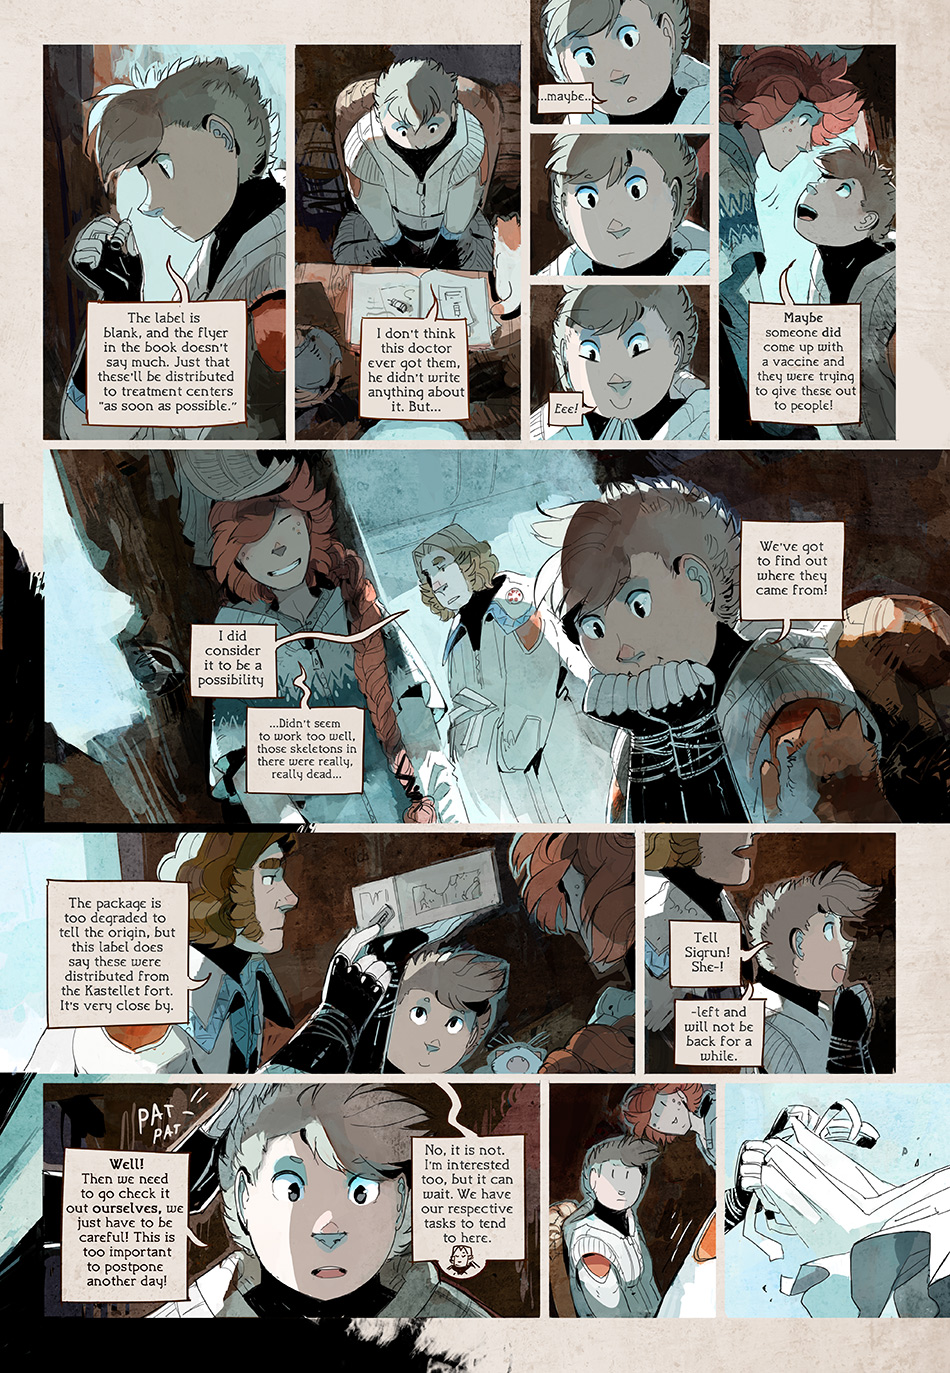 The label is
blank, and the flyer
in the book doesn't
say much. Just that
these'll be distributed
to treatment centers
"as soon as possible."
I don't think
this doctor
ever got them,
he didn't write
anything about
it. But...
...maybe...
Eee!
Maybe
someone did
come up with
a vaccine and
they were trying
to give these out
to people!
We've got
to find out
where they
came from!
I did
consider
it to be a
possibility
...Didn't seem
to work too well,
those skeletons in
there were really,
really dead...
The package is
too degraded to
tell the origin, but
this label does
say these were
distributed from
the Kastellet fort.
It's very close by.
Tell
Sigrun!
She-!
-left and
will not be
back for a
while.
PAT-
PAT
Well!
Then we need
to go check it
out ourselves, we
just have to be
careful! This is
too important
to postpone
another day!
No, it is not.
I'm interested
too, but it can
wait. We have
our respective
tasks to tend
to here.